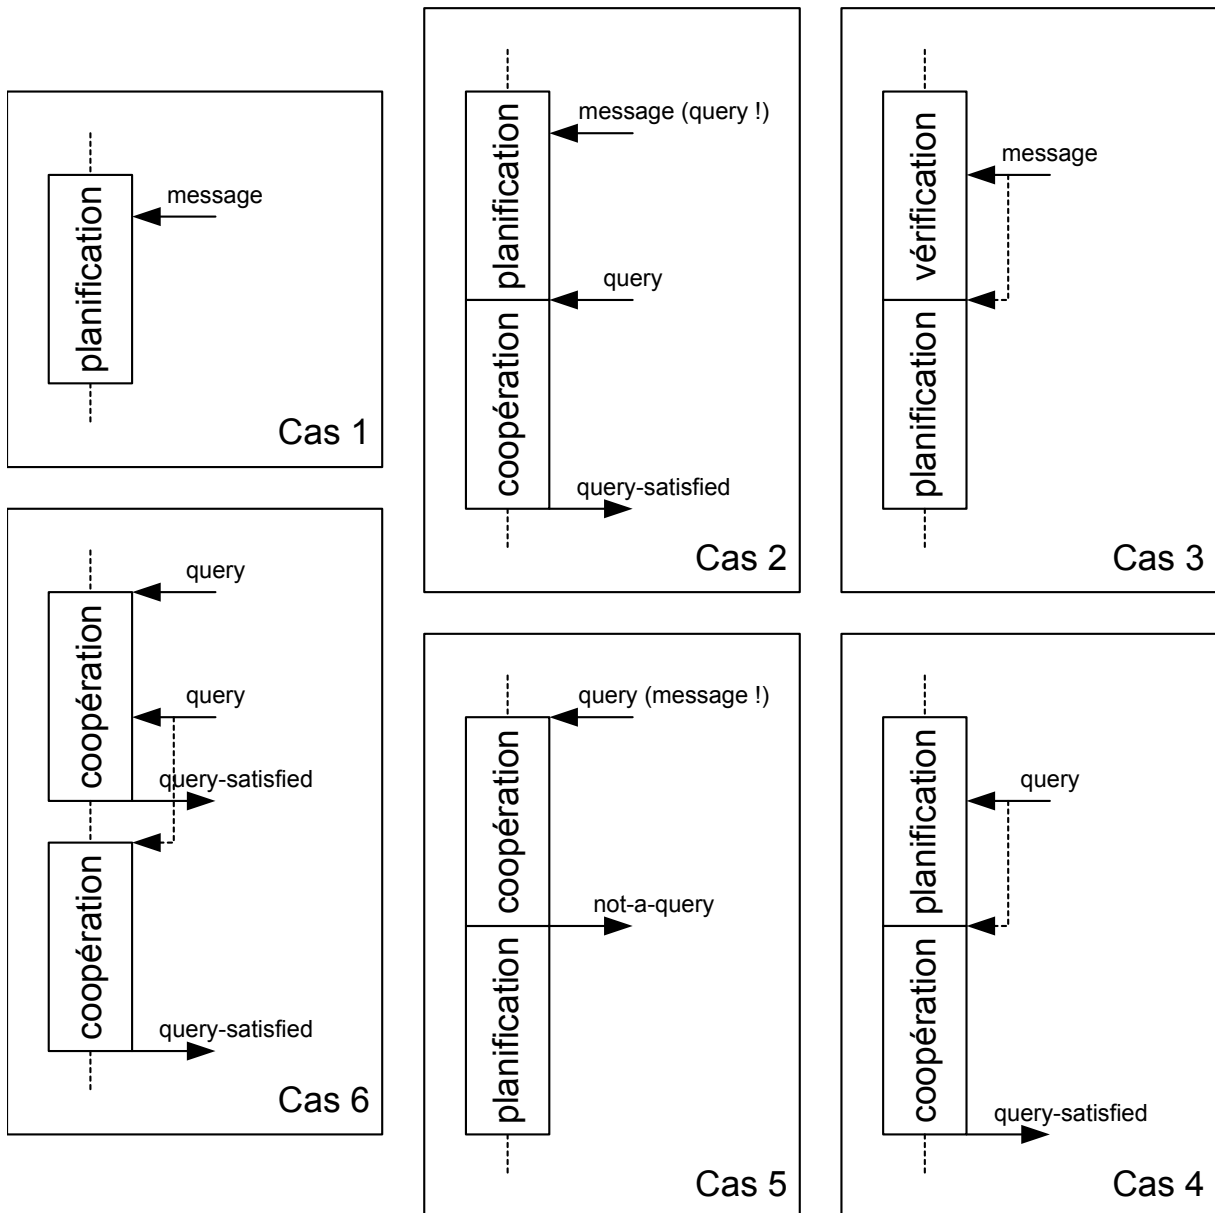 planification
message
Cas 1
planification
coopération
message (query !)
query
query-satisfied
Cas 2
vérification
planification
message
Cas 3
coopération
coopération
query
query
query-satisfied
query-satisfied
Cas 6
coopération
planification
query (message !)
not-a-query
Cas 5
planification
coopération
query
query-satisfied
Cas 4